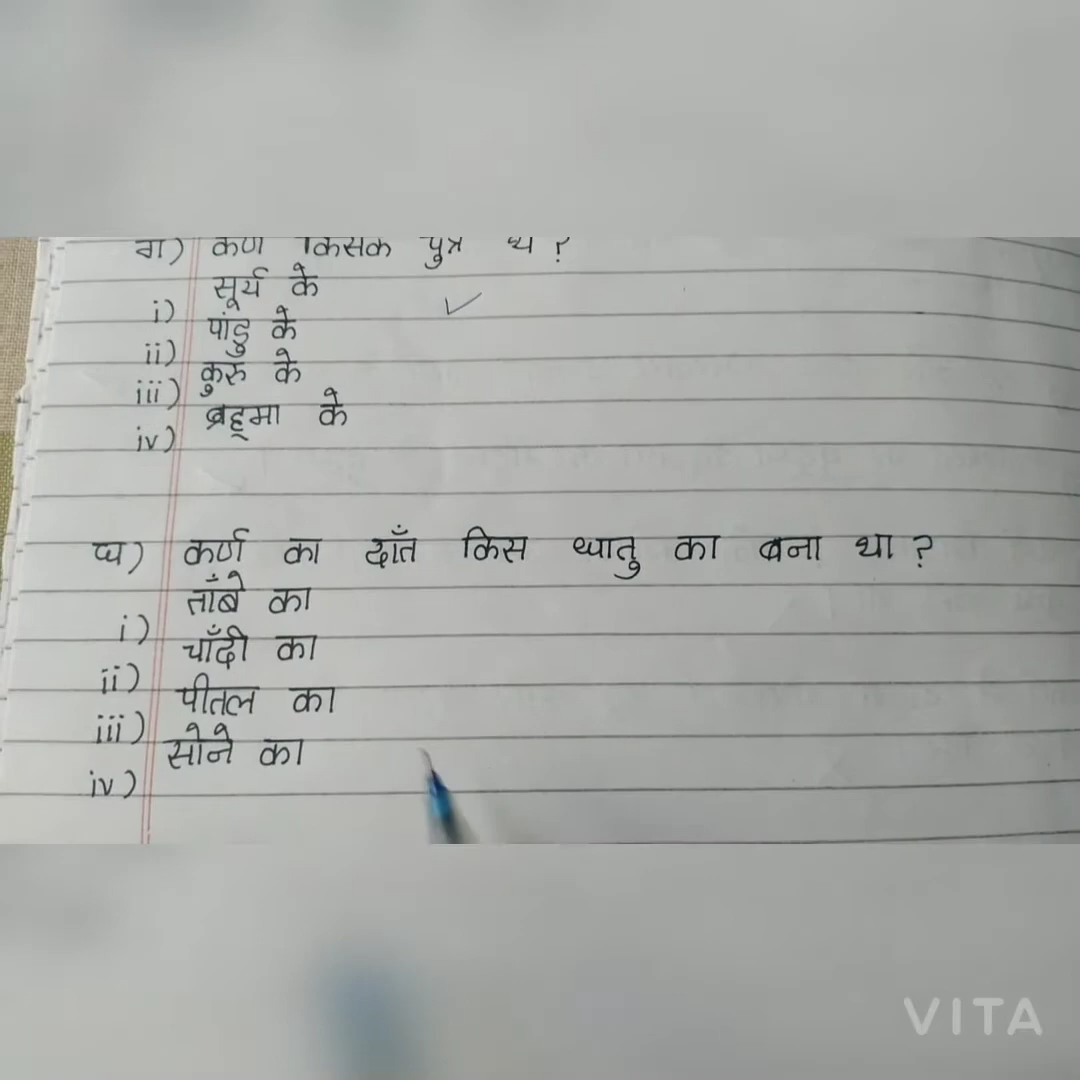 ग) कर्ण किसके पुत्र थे ?
i) सूर्य के ✓
ii) पांडु के
iii) कुरु के
iv) ब्रह्मा के
घ) कर्ण का दाँत किस धातु का बना था ?
i) ताँबे का
ii) चाँदी का
iii) पीतल का
iv) सोने का
VITA